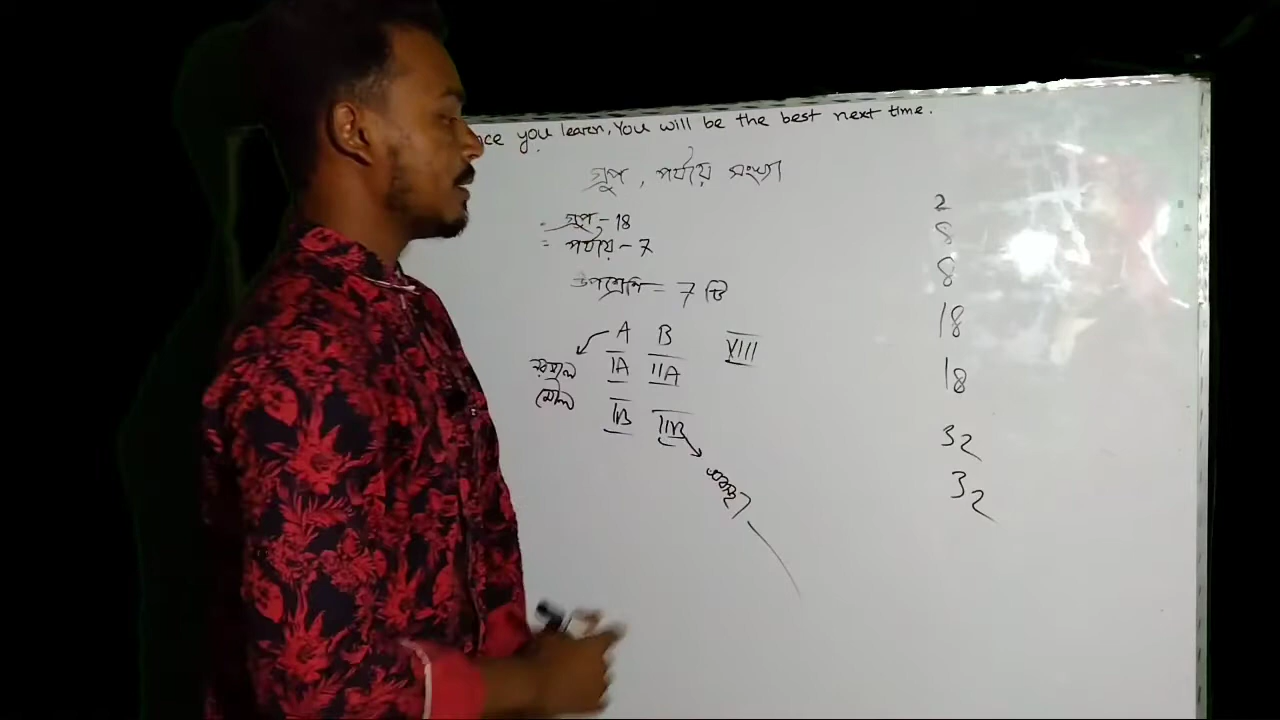 nce you learn, You will be the best next time.
গ্রুপ, পর্যায় সংখ্যা
গ্রুপ - 18
পর্যায় - 7
উপশ্রেণি = 7 টি
A B VIII
IA IIA
মৌল
IB IIB
2
8
8
18
18
32
32